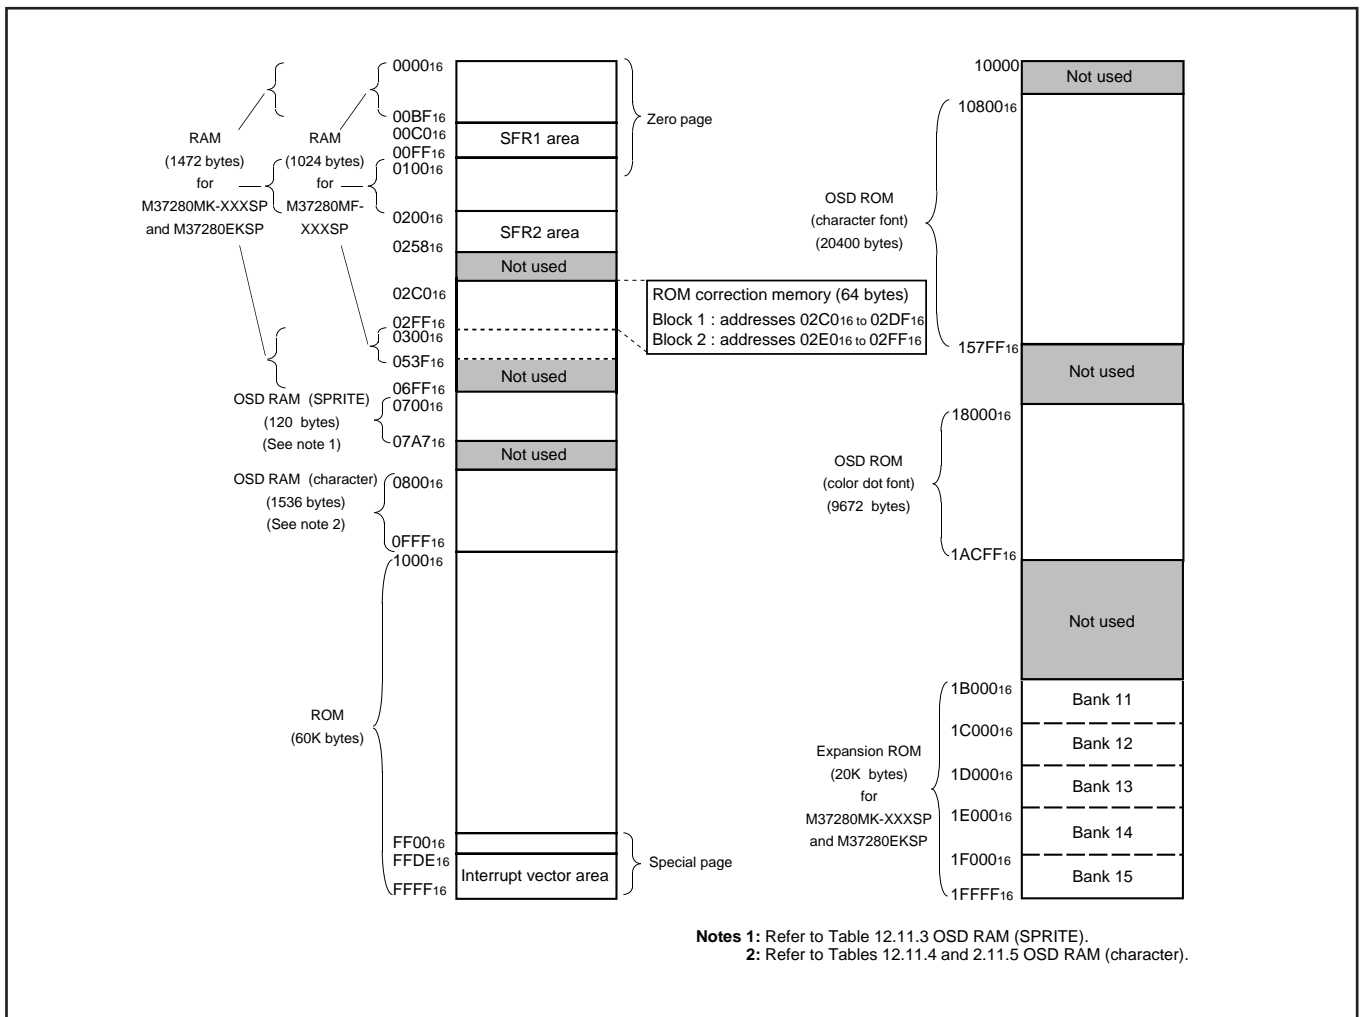 0000₁₆
00BF₁₆
00C0₁₆
00FF₁₆
0100₁₆
0200₁₆
0258₁₆
02C0₁₆
02FF₁₆
0300₁₆
053F₁₆
06FF₁₆
0700₁₆
07A7₁₆
0800₁₆
0FFF₁₆
1000₁₆
FF00₁₆
FFDE₁₆
FFFF₁₆
RAM
(1472 bytes)
for
M37280MK-XXXSP
and M37280EKSP
RAM
(1024 bytes)
for
M37280MF-
XXXSP
OSD RAM (SPRITE)
(120 bytes)
(See note 1)
OSD RAM (character)
(1536 bytes)
(See note 2)
ROM
(60K bytes)
SFR1 area
SFR2 area
Not used
Not used
Not used
Interrupt vector area
Zero page
ROM correction memory (64 bytes)
Block 1 : addresses 02C0₁₆ to 02DF₁₆
Block 2 : addresses 02E0₁₆ to 02FF₁₆
Special page
10000
10800₁₆
157FF₁₆
18000₁₆
1ACFF₁₆
1B000₁₆
1C000₁₆
1D000₁₆
1E000₁₆
1F000₁₆
1FFFF₁₆
OSD ROM
(character font)
(20400 bytes)
OSD ROM
(color dot font)
(9672 bytes)
Expansion ROM
(20K bytes)
for
M37280MK-XXXSP
and M37280EKSP
Not used
Not used
Not used
Bank 11
Bank 12
Bank 13
Bank 14
Bank 15
Notes 1: Refer to Table 12.11.3 OSD RAM (SPRITE).
2: Refer to Tables 12.11.4 and 2.11.5 OSD RAM (character).